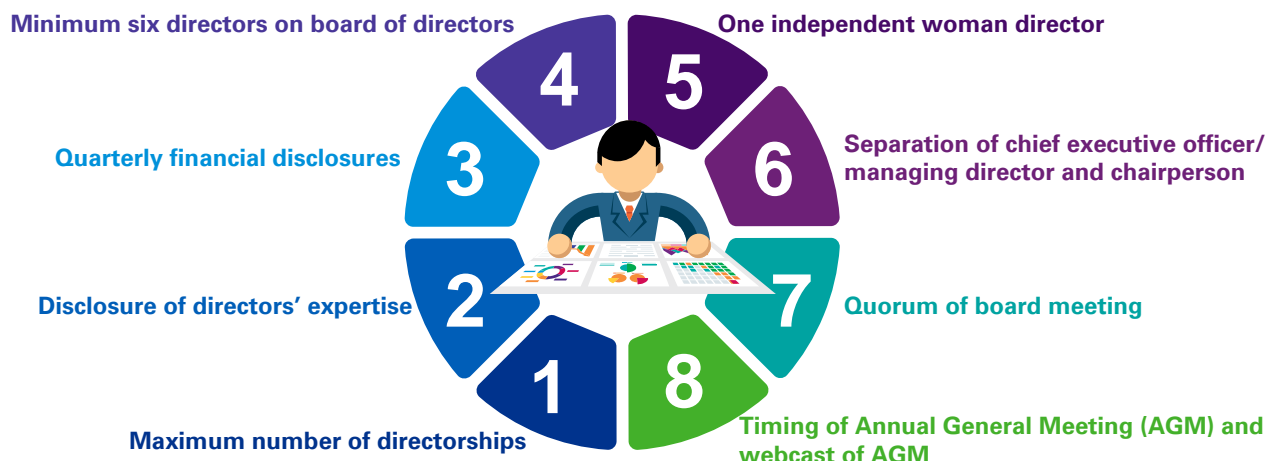 Minimum six directors on board of directors
4
5
One independent woman director
Quarterly financial disclosures
3
6
Separation of chief executive officer/
managing director and chairperson
Disclosure of directors’ expertise
2
7
Quorum of board meeting
Maximum number of directorships
1
8
Timing of Annual General Meeting (AGM) and
webcast of AGM